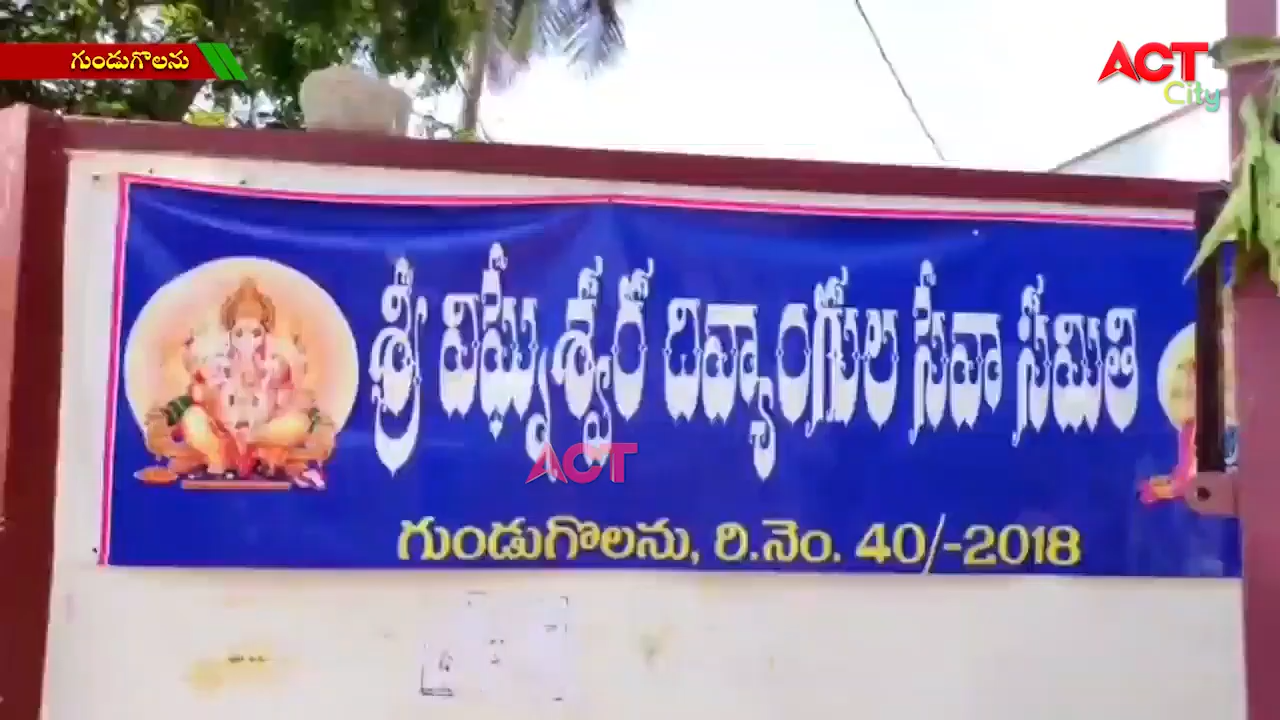 గుండుగొలను
ACT
City
శ్రీ విఘ్నేశ్వర దివ్యాంగుల సేవా సమితి
ACT
గుండుగొలను, రి.నెం. 40/-2018